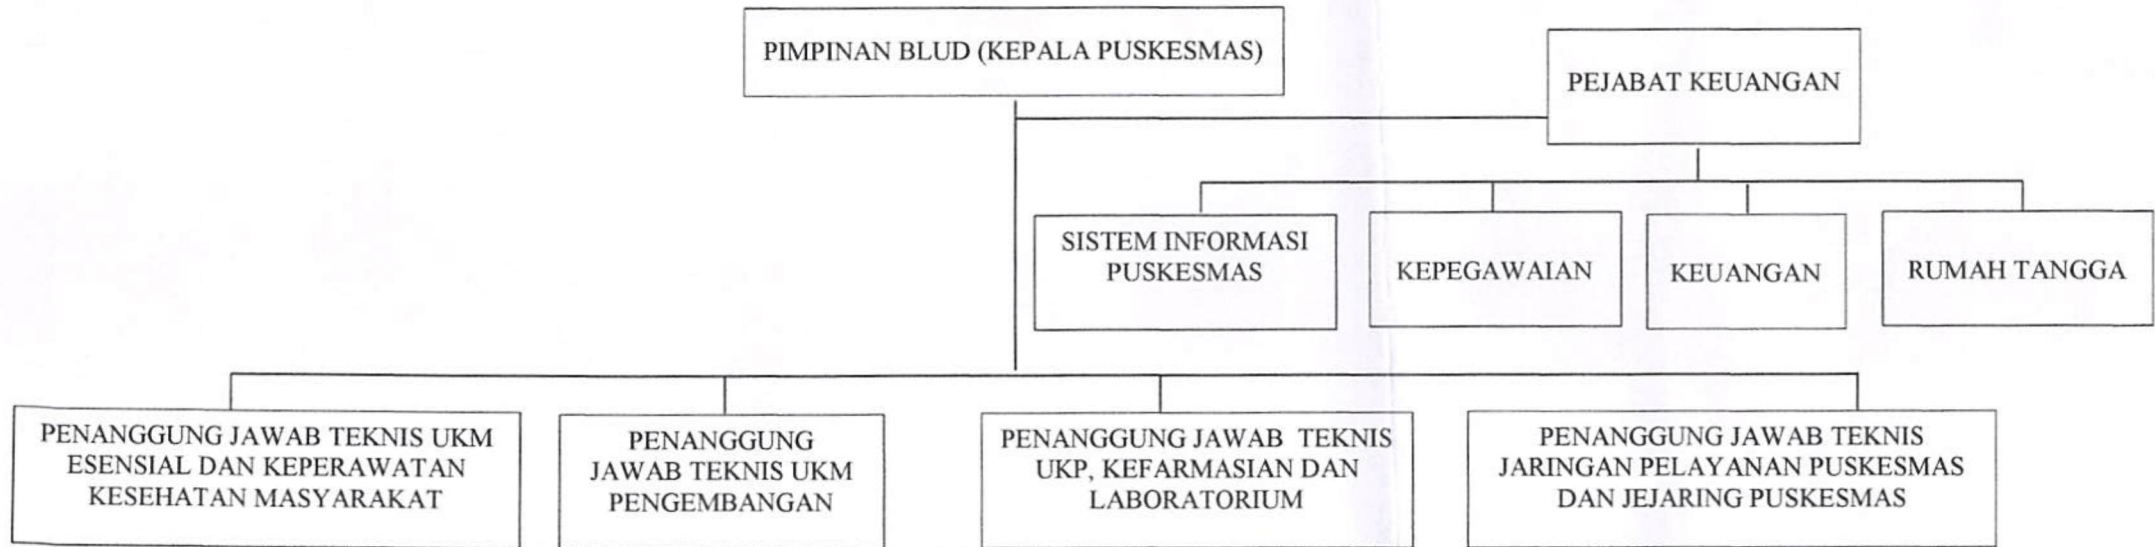 PIMPINAN BLUD (KEPALA PUSKESMAS)
PEJABAT KEUANGAN
SISTEM INFORMASI
PUSKESMAS
KEPEGAWAIAN
KEUANGAN
RUMAH TANGGA
PENANGGUNG JAWAB TEKNIS UKM
ESENSIAL DAN KEPERAWATAN
KESEHATAN MASYARAKAT
PENANGGUNG
JAWAB TEKNIS UKM
PENGEMBANGAN
PENANGGUNG JAWAB TEKNIS
UKP, KEFARMASIAN DAN
LABORATORIUM
PENANGGUNG JAWAB TEKNIS
JARINGAN PELAYANAN PUSKESMAS
DAN JEJARING PUSKESMAS